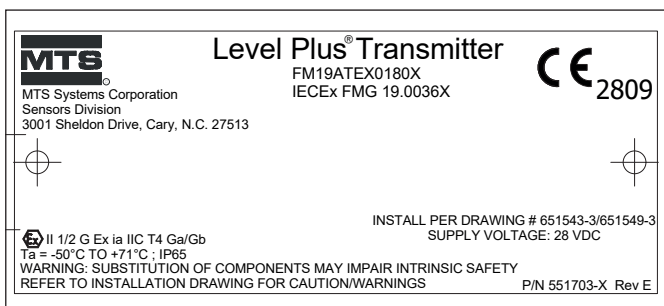 MTS
Level Plus® Transmitter
FM19ATEX0180X
IECEx FMG 19.0036X
CE 2809
MTS Systems Corporation
Sensors Division
3001 Sheldon Drive, Cary, N.C. 27513
INSTALL PER DRAWING # 651543-3/651549-3
SUPPLY VOLTAGE: 28 VDC
Ex II 1/2 G Ex ia IIC T4 Ga/Gb
Ta = -50°C TO +71°C ; IP65
WARNING: SUBSTITUTION OF COMPONENTS MAY IMPAIR INTRINSIC SAFETY
REFER TO INSTALLATION DRAWING FOR CAUTION/WARNINGS
P/N 551703-X Rev E